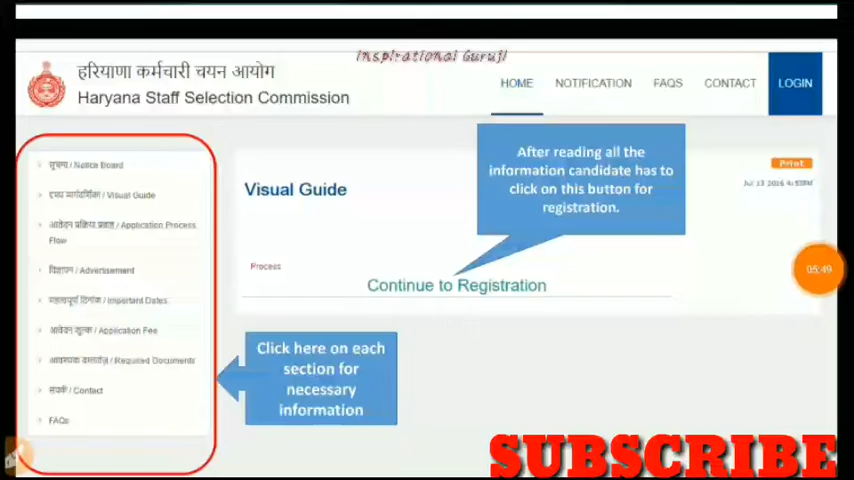 Inspirational Guruji
हरियाणा कर्मचारी चयन आयोग
Haryana Staff Selection Commission
HOME
NOTIFICATION
FAQS
CONTACT
LOGIN
सूचना / Notice Board
दृश्य मार्गदर्शिका / Visual Guide
आवेदन प्रक्रिया प्रवाह / Application Process
Flow
विज्ञापन / Advertisement
महत्वपूर्ण दिनांक / Important Dates
आवेदन शुल्क / Application Fee
आवश्यक दस्तावेज़ / Required Documents
संपर्क / Contact
FAQs
Visual Guide
Print
Jul 13 2016 4:53PM
After reading all the
information candidate has to
click on this button for
registration.
Process
Continue to Registration
05:49
Click here on each
section for
necessary
information
SUBSCRIBE